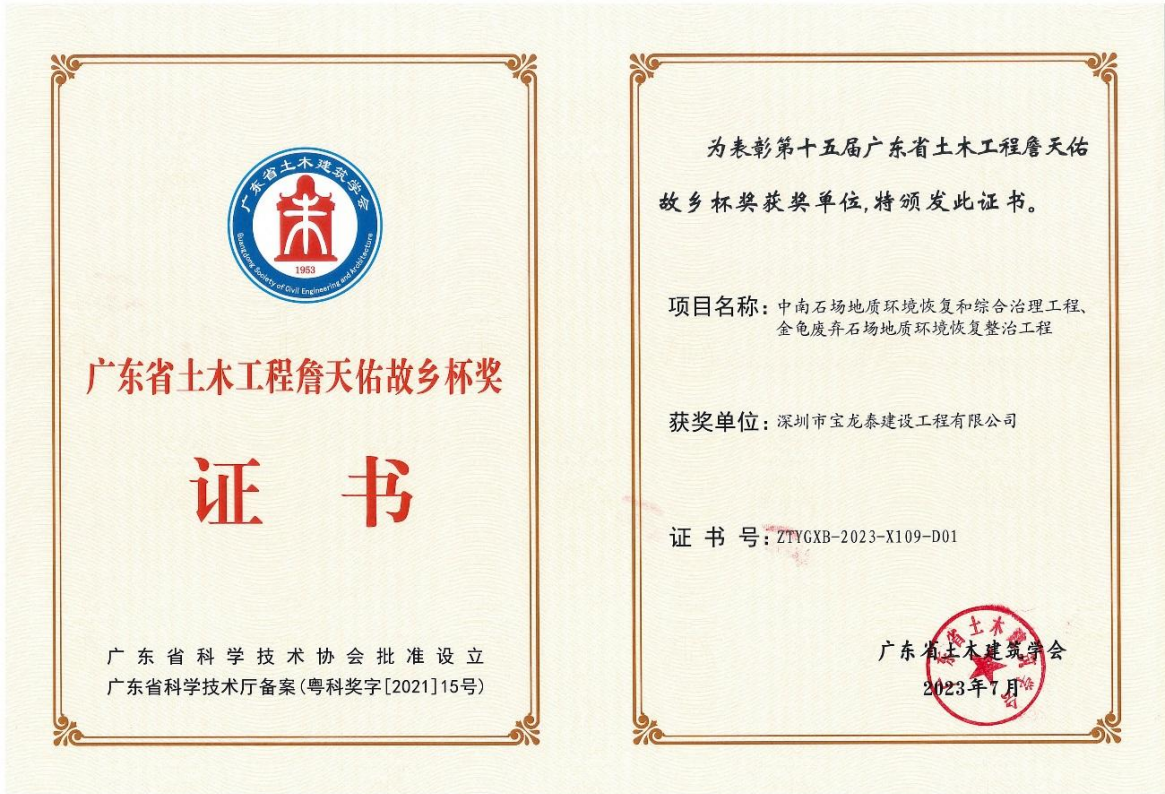 广东省土木建筑学会
1953
Guangdong Society of Civil Engineering and Architecture
广东省土木工程詹天佑故乡杯奖
证 书
广东省科学技术协会批准设立
广东省科学技术厅备案(粤科奖字[2021]15号)
为表彰第十五届广东省土木工程詹天佑
故乡杯奖获奖单位,特颁发此证书。
项目名称:中南石场地质环境恢复和综合治理工程、
金龟废弃石场地质环境恢复整治工程
获奖单位:深圳市宝龙泰建设工程有限公司
证 书 号:ZTYGXB-2023-X109-D01
广东省土木建筑学会
2023年7月
广东省土木建筑学会